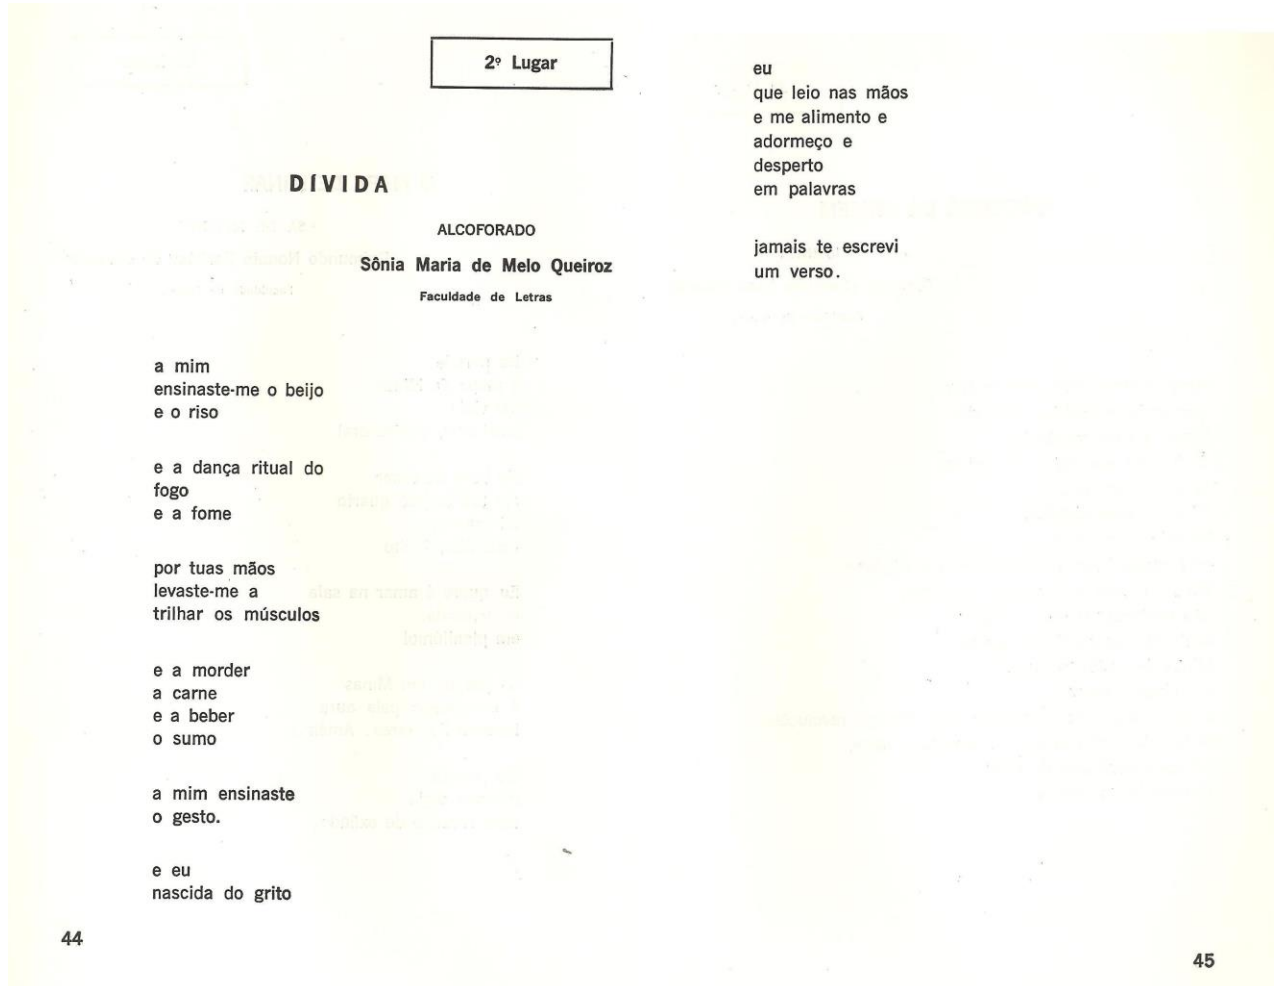 2º Lugar
DÍVIDA
ALCOFORADO
Sônia Maria de Melo Queiroz
Faculdade de Letras
a mim
ensinaste-me o beijo
e o riso
e a dança ritual do
fogo
e a fome
por tuas mãos
levaste-me a
trilhar os músculos
e a morder
a carne
e a beber
o sumo
a mim ensinaste
o gesto.
e eu
nascida do grito
44
eu
que leio nas mãos
e me alimento e
adormeço e
desperto
em palavras
jamais te escrevi
um verso.
45